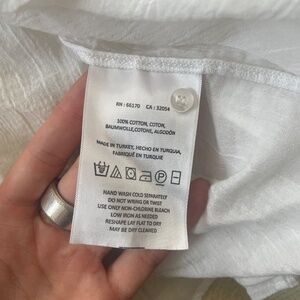 RN : 66170 CA : 32054
100% COTTON, COTON,
BAUMWOLLE, COTONE, ALGODÓN
MADE IN TURKEY, HECHO EN TURQUIA,
FABRIQUÉ EN TURQUIE
HAND WASH COLD SEPARATELY
DO NOT WRING OR TWIST
USE ONLY NON-CHLORINE BLEACH
LOW IRON AS NEEDED
RESHAPE LAY FLAT TO DRY
MAY BE DRY CLEANED